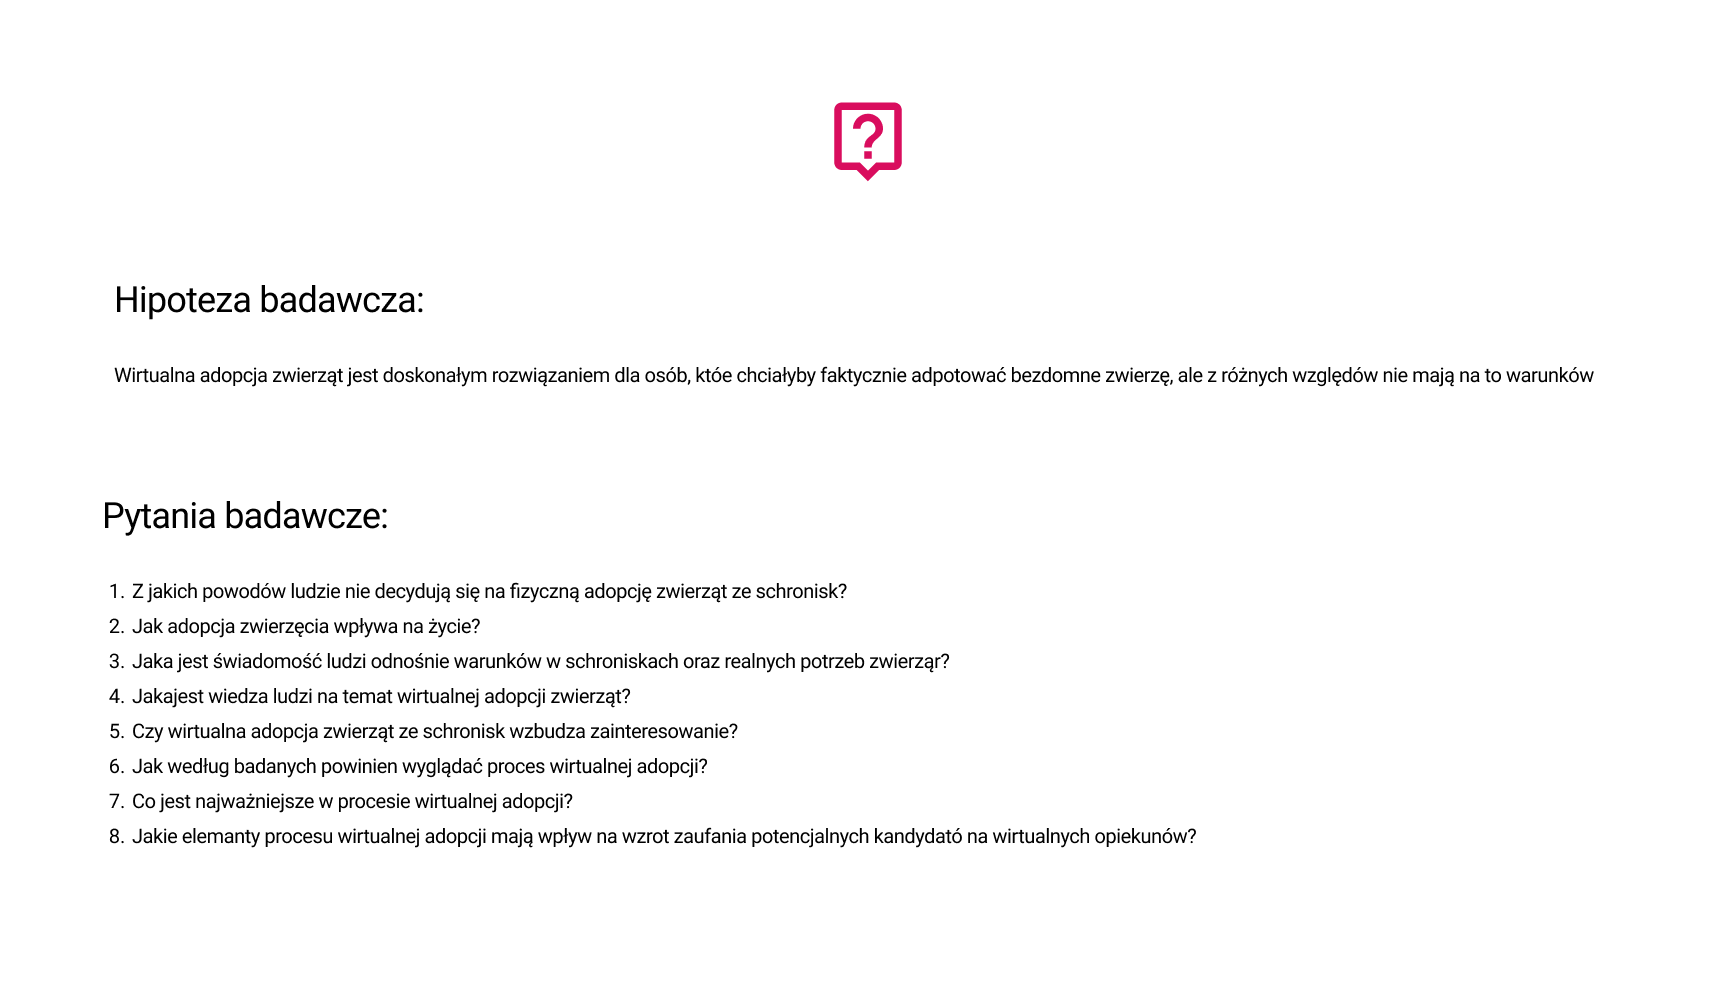 Hipoteza badawcza:
Wirtualna adopcja zwierząt jest doskonałym rozwiązaniem dla osób, któe chciałyby faktycznie adpotować bezdomne zwierzę, ale z różnych względów nie mają na to warunków
Pytania badawcze:
1. Z jakich powodów ludzie nie decydują się na fizyczną adopcję zwierząt ze schronisk?
2. Jak adopcja zwierzęcia wpływa na życie?
3. Jaka jest świadomość ludzi odnośnie warunków w schroniskach oraz realnych potrzeb zwierząr?
4. Jakajest wiedza ludzi na temat wirtualnej adopcji zwierząt?
5. Czy wirtualna adopcja zwierząt ze schronisk wzbudza zainteresowanie?
6. Jak według badanych powinien wyglądać proces wirtualnej adopcji?
7. Co jest najważniejsze w procesie wirtualnej adopcji?
8. Jakie elemanty procesu wirtualnej adopcji mają wpływ na wzrot zaufania potencjalnych kandydató na wirtualnych opiekunów?